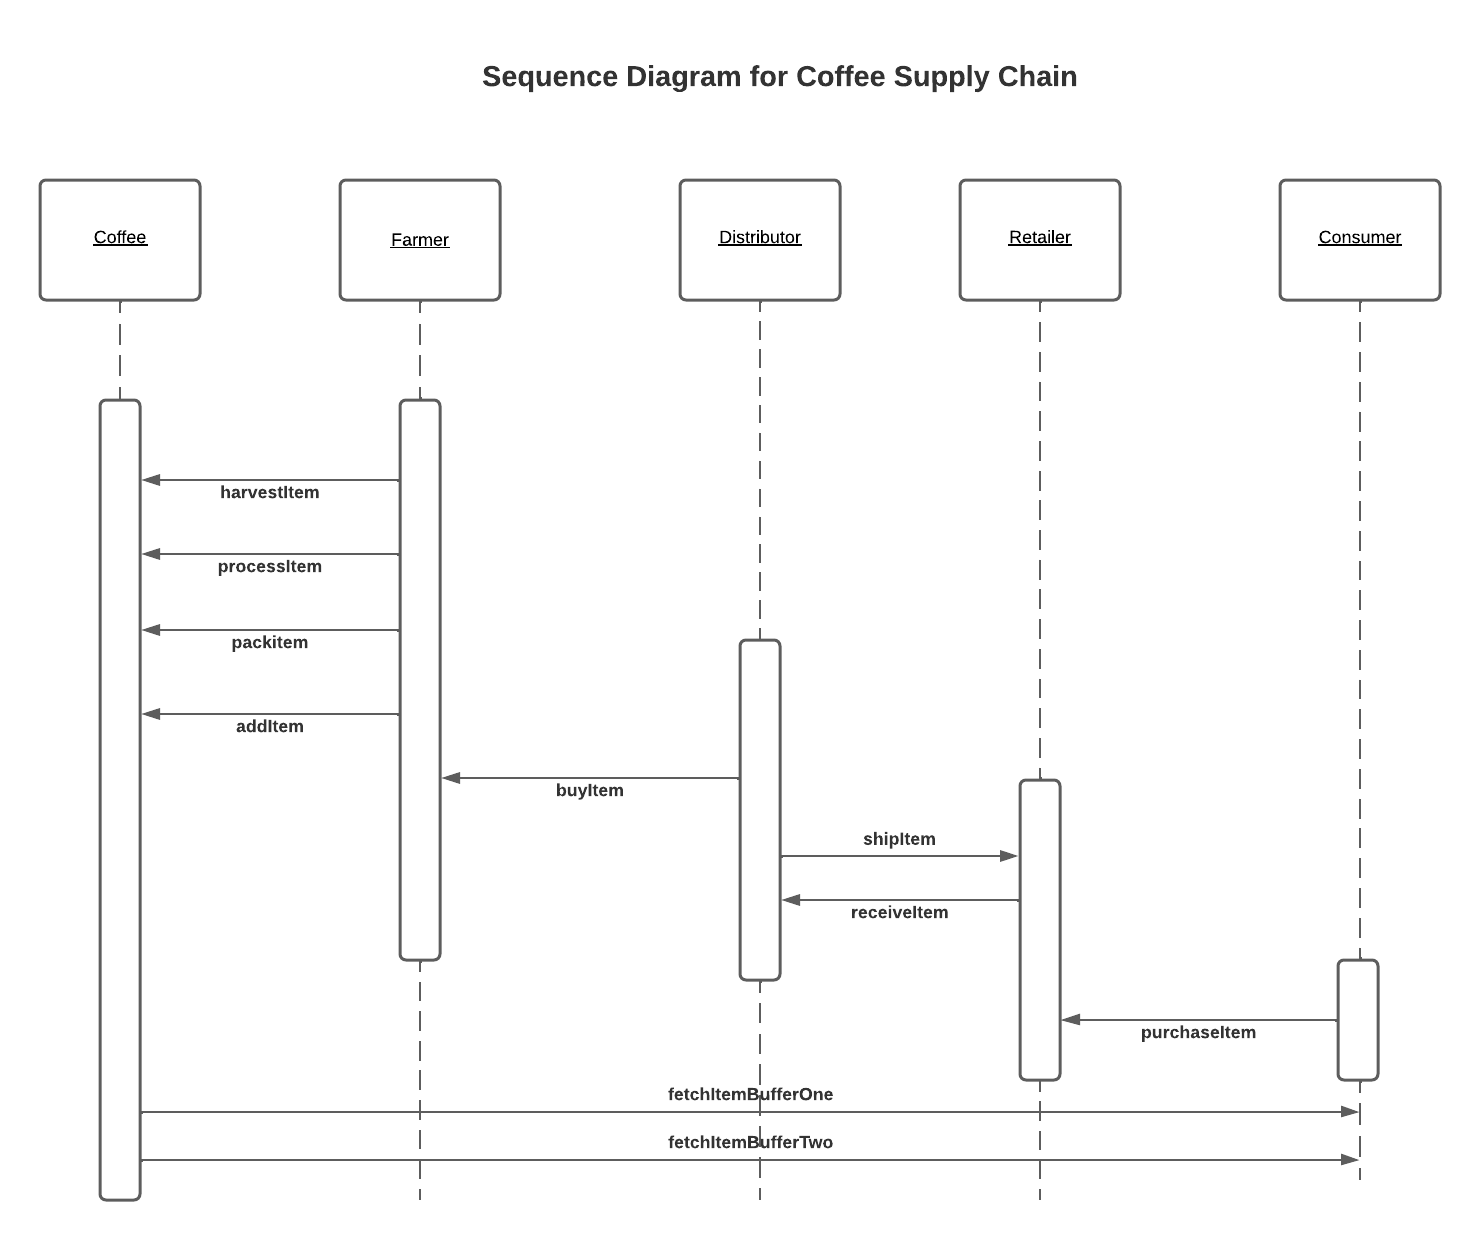 Sequence Diagram for Coffee Supply Chain
Coffee
Farmer
Distributor
Retailer
Consumer
harvestItem
processItem
packitem
addItem
buyItem
shipItem
receiveItem
purchaseItem
fetchItemBufferOne
fetchItemBufferTwo